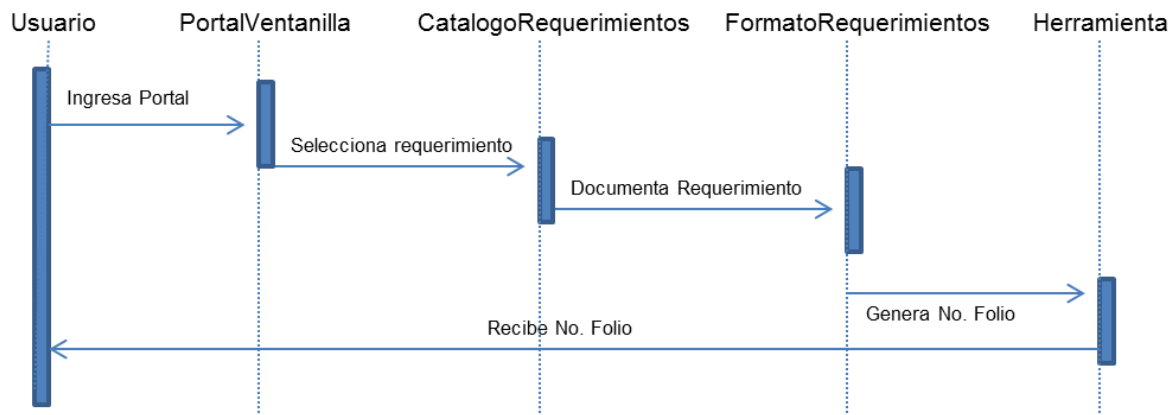 Usuario
PortalVentanilla
CatalogoRequerimientos
FormatoRequerimientos
Herramienta
Ingresa Portal
Selecciona requerimiento
Documenta Requerimiento
Genera No. Folio
Recibe No. Folio